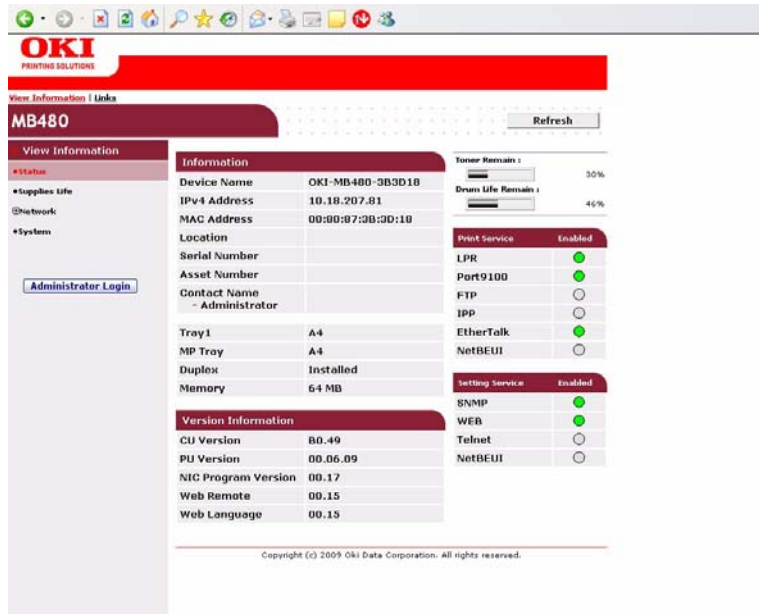 OKI
PRINTING SOLUTIONS
View Information | Links
MB480
Refresh
View Information
Status
Supplies Life
Network
System
Administrator Login
Information
Device Name OKI-MB480-3B3D18
IPv4 Address 10.18.207.81
MAC Address 00:80:87:3B:3D:18
Location
Serial Number
Asset Number
Contact Name
- Administrator
Tray1 A4
MP Tray A4
Duplex Installed
Memory 64 MB
Version Information
CU Version B0.49
PU Version 00.06.09
NIC Program Version 00.17
Web Remote 00.15
Web Language 00.15
Toner Remain :
30%
Drum Life Remain :
46%
Print Service Enabled
LPR
Port9100
FTP
IPP
EtherTalk
NetBEUI
Setting Service Enabled
SNMP
WEB
Telnet
NetBEUI
Copyright (c) 2009 Oki Data Corporation. All rights reserved.